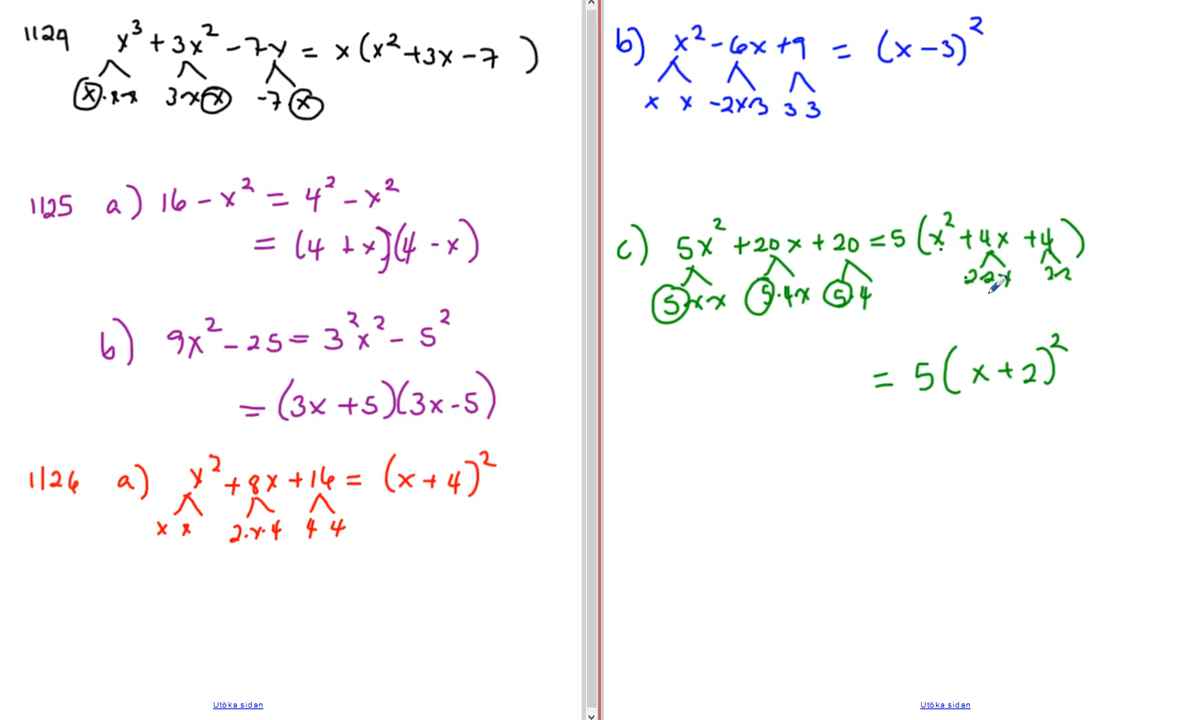 1129 x³ + 3x² - 7x = x(x² + 3x - 7 )
x·x·x 3·x·x -7 x
1125 a) 16 - x² = 4² - x²
= (4 + x)(4 - x)
b) 9x² - 25 = 3²x² - 5²
= (3x + 5)(3x - 5)
1126 a) x² + 8x + 16 = (x + 4)²
x x 2·x·4 4 4
Utöka sidan
b) x² - 6x + 9 = (x - 3)²
x x -2x3 3 3
c) 5x² + 20x + 20 = 5 (x² + 4x + 4)
5·x·x 5·4x 5 4 2·2·x 2·2
= 5(x + 2)²
Utöka sidan